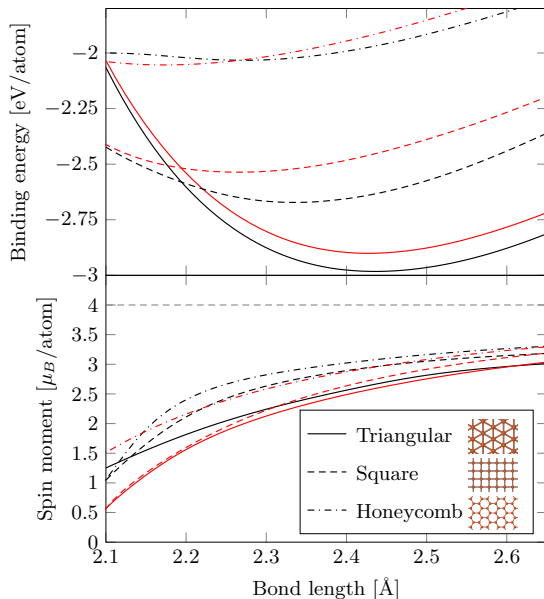 −2
−2.25
−2.5
−2.75
−3
Binding energy [eV/atom]
4
3.5
3
2.5
2
1.5
1
0.5
0
Spin moment [μB/atom]
Triangular
Square
Honeycomb
2.1 2.2 2.3 2.4 2.5 2.6
Bond length [Å]